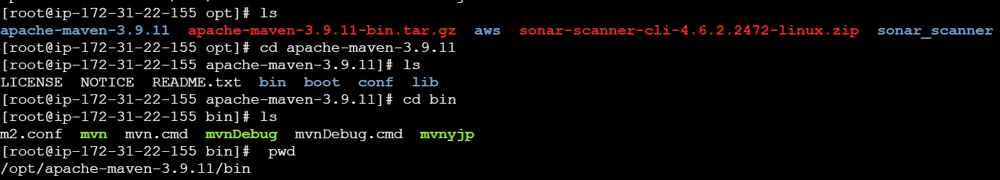 [root@ip-172-31-22-155 opt]# ls
apache-maven-3.9.11  apache-maven-3.9.11-bin.tar.gz  aws  sonar-scanner-cli-4.6.2.2472-linux.zip  sonar_scanner
[root@ip-172-31-22-155 opt]# cd apache-maven-3.9.11
[root@ip-172-31-22-155 apache-maven-3.9.11]# ls
LICENSE  NOTICE  README.txt  bin  boot  conf  lib
[root@ip-172-31-22-155 apache-maven-3.9.11]# cd bin
[root@ip-172-31-22-155 bin]# ls
m2.conf  mvn  mvn.cmd  mvnDebug  mvnDebug.cmd  mvnyjp
[root@ip-172-31-22-155 bin]#  pwd
/opt/apache-maven-3.9.11/bin